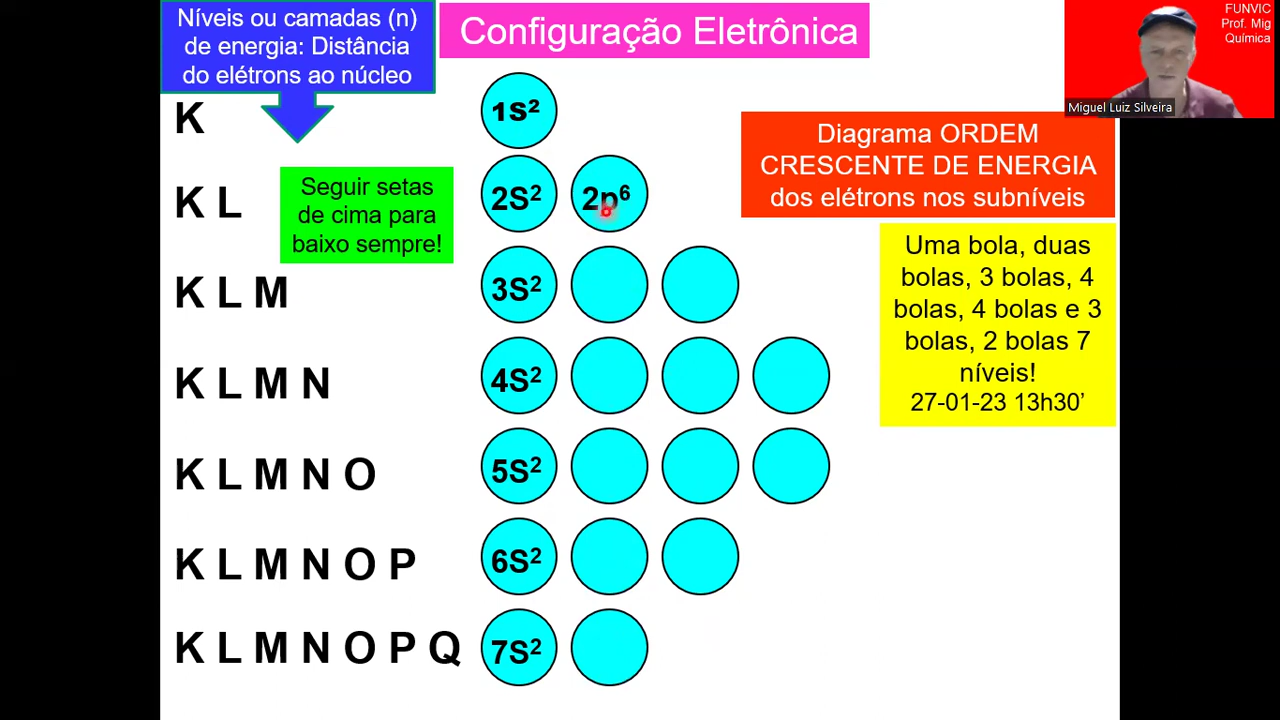 Níveis ou camadas (n)
de energia: Distância
do elétrons ao núcleo
Configuração Eletrônica
FUNVIC
Prof. Mig
Química
Miguel Luiz Silveira
K
1S²
Diagrama ORDEM
CRESCENTE DE ENERGIA
dos elétrons nos subníveis
Seguir setas
de cima para
baixo sempre!
K L
2S² 2p⁶
Uma bola, duas
bolas, 3 bolas, 4
bolas, 4 bolas e 3
bolas, 2 bolas 7
níveis!
27-01-23 13h30’
K L M
3S²
K L M N
4S²
K L M N O
5S²
K L M N O P
6S²
K L M N O P Q
7S²